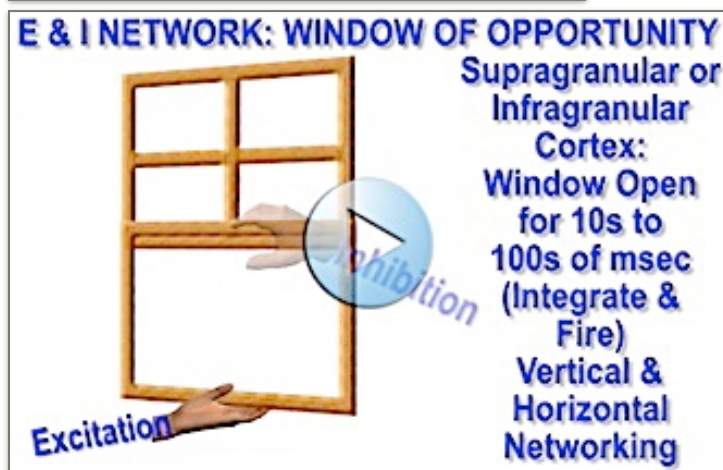 E & I NETWORK: WINDOW OF OPPORTUNITY
Supragranular or
Infragranular
Cortex:
Window Open
for 10s to
100s of msec
(Integrate &
Fire)
Vertical &
Horizontal
Networking
Inhibition
Excitation